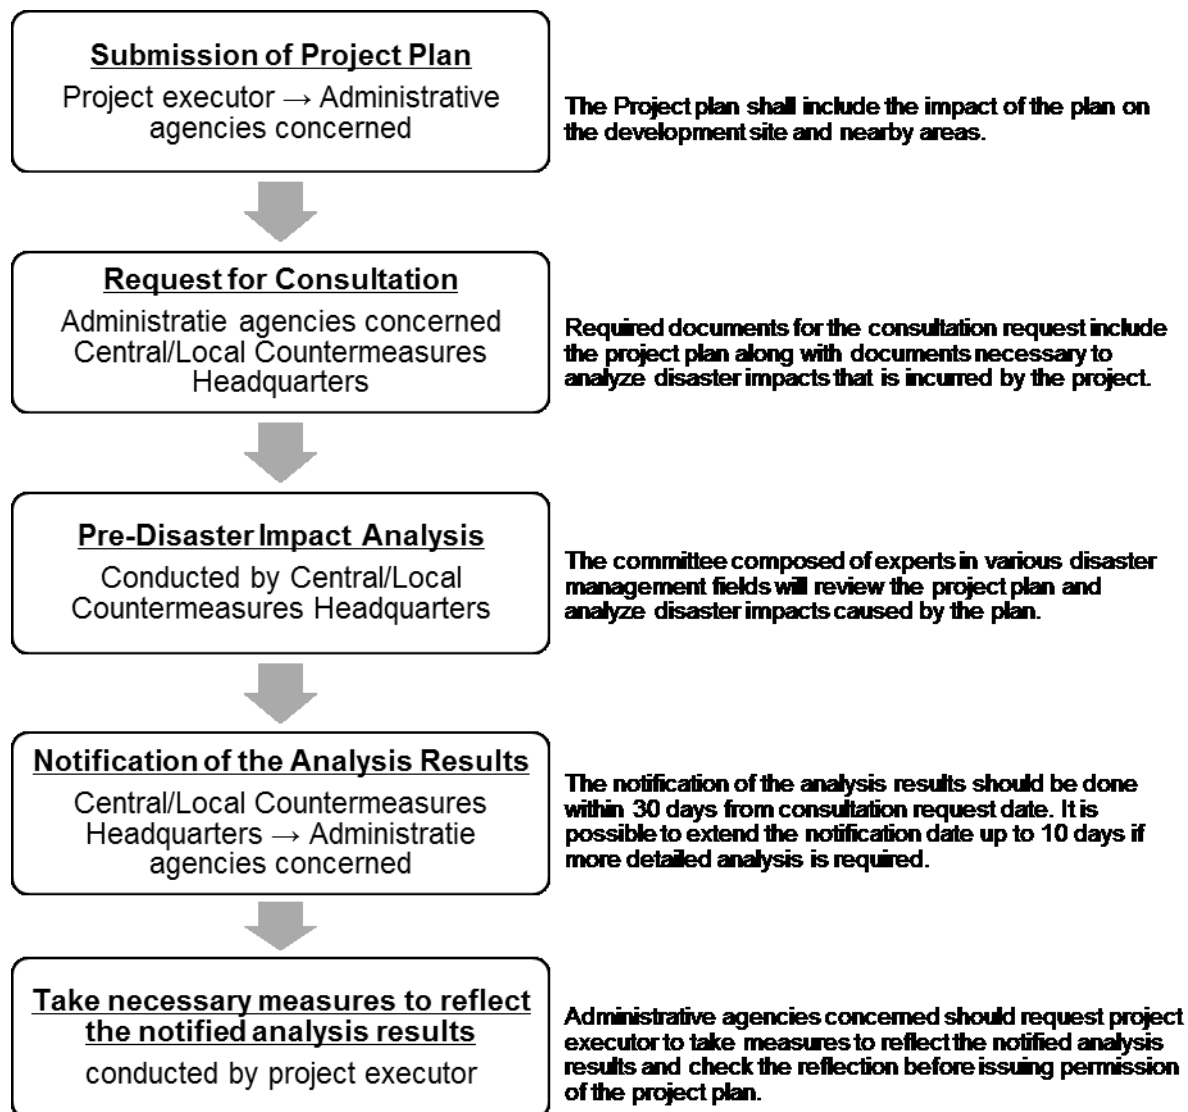 Submission of Project Plan
Project executor → Administrative
agencies concerned
The Project plan shall include the impact of the plan on
the development site and nearby areas.
Request for Consultation
Administratie agencies concerned
Central/Local Countermeasures
Headquarters
Required documents for the consultation request include
the project plan along with documents necessary to
analyze disaster impacts that is incurred by the project.
Pre-Disaster Impact Analysis
Conducted by Central/Local
Countermeasures Headquarters
The committee composed of experts in various disaster
management fields will review the project plan and
analyze disaster impacts caused by the plan.
Notification of the Analysis Results
Central/Local Countermeasures
Headquarters → Administratie
agencies concerned
The notification of the analysis results should be done
within 30 days from consultation request date. It is
possible to extend the notification date up to 10 days if
more detailed analysis is required.
Take necessary measures to reflect
the notified analysis results
conducted by project executor
Administrative agencies concerned should request project
executor to take measures to reflect the notified analysis
results and check the reflection before issuing permission
of the project plan.